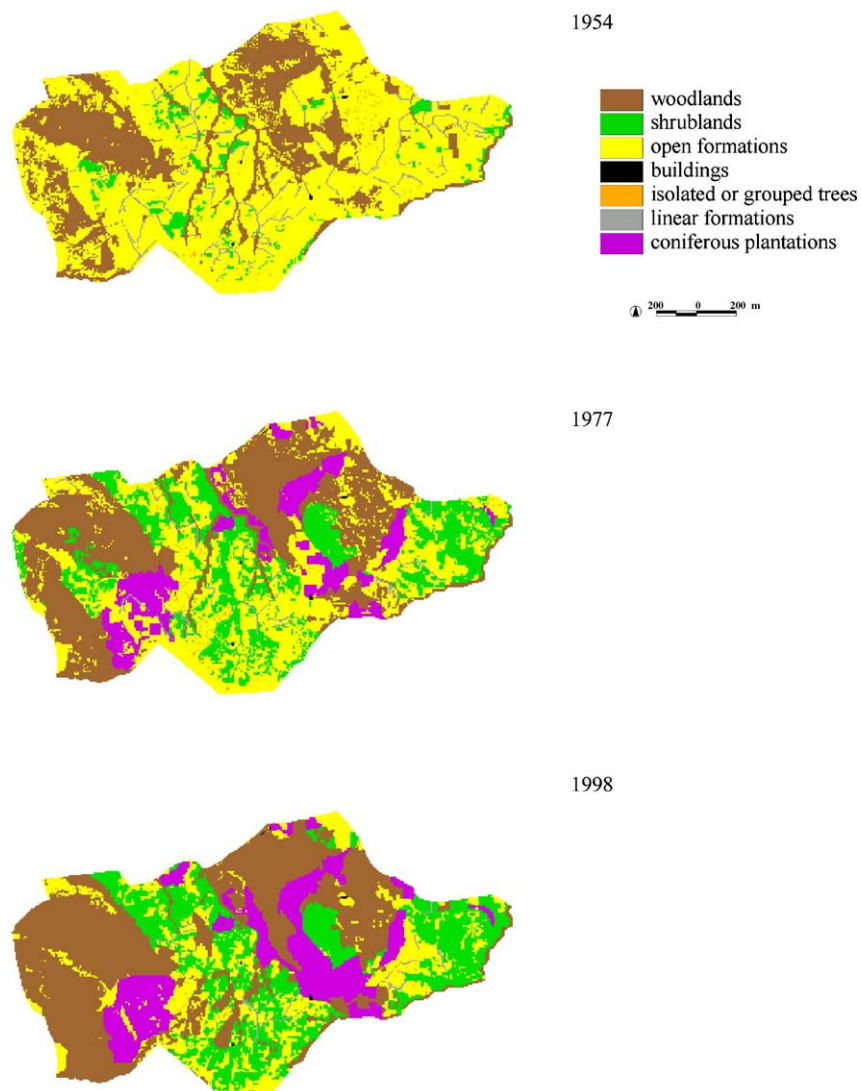 1954
woodlands
shrublands
open formations
buildings
isolated or grouped trees
linear formations
coniferous plantations
200 0 200 m
1977
1998